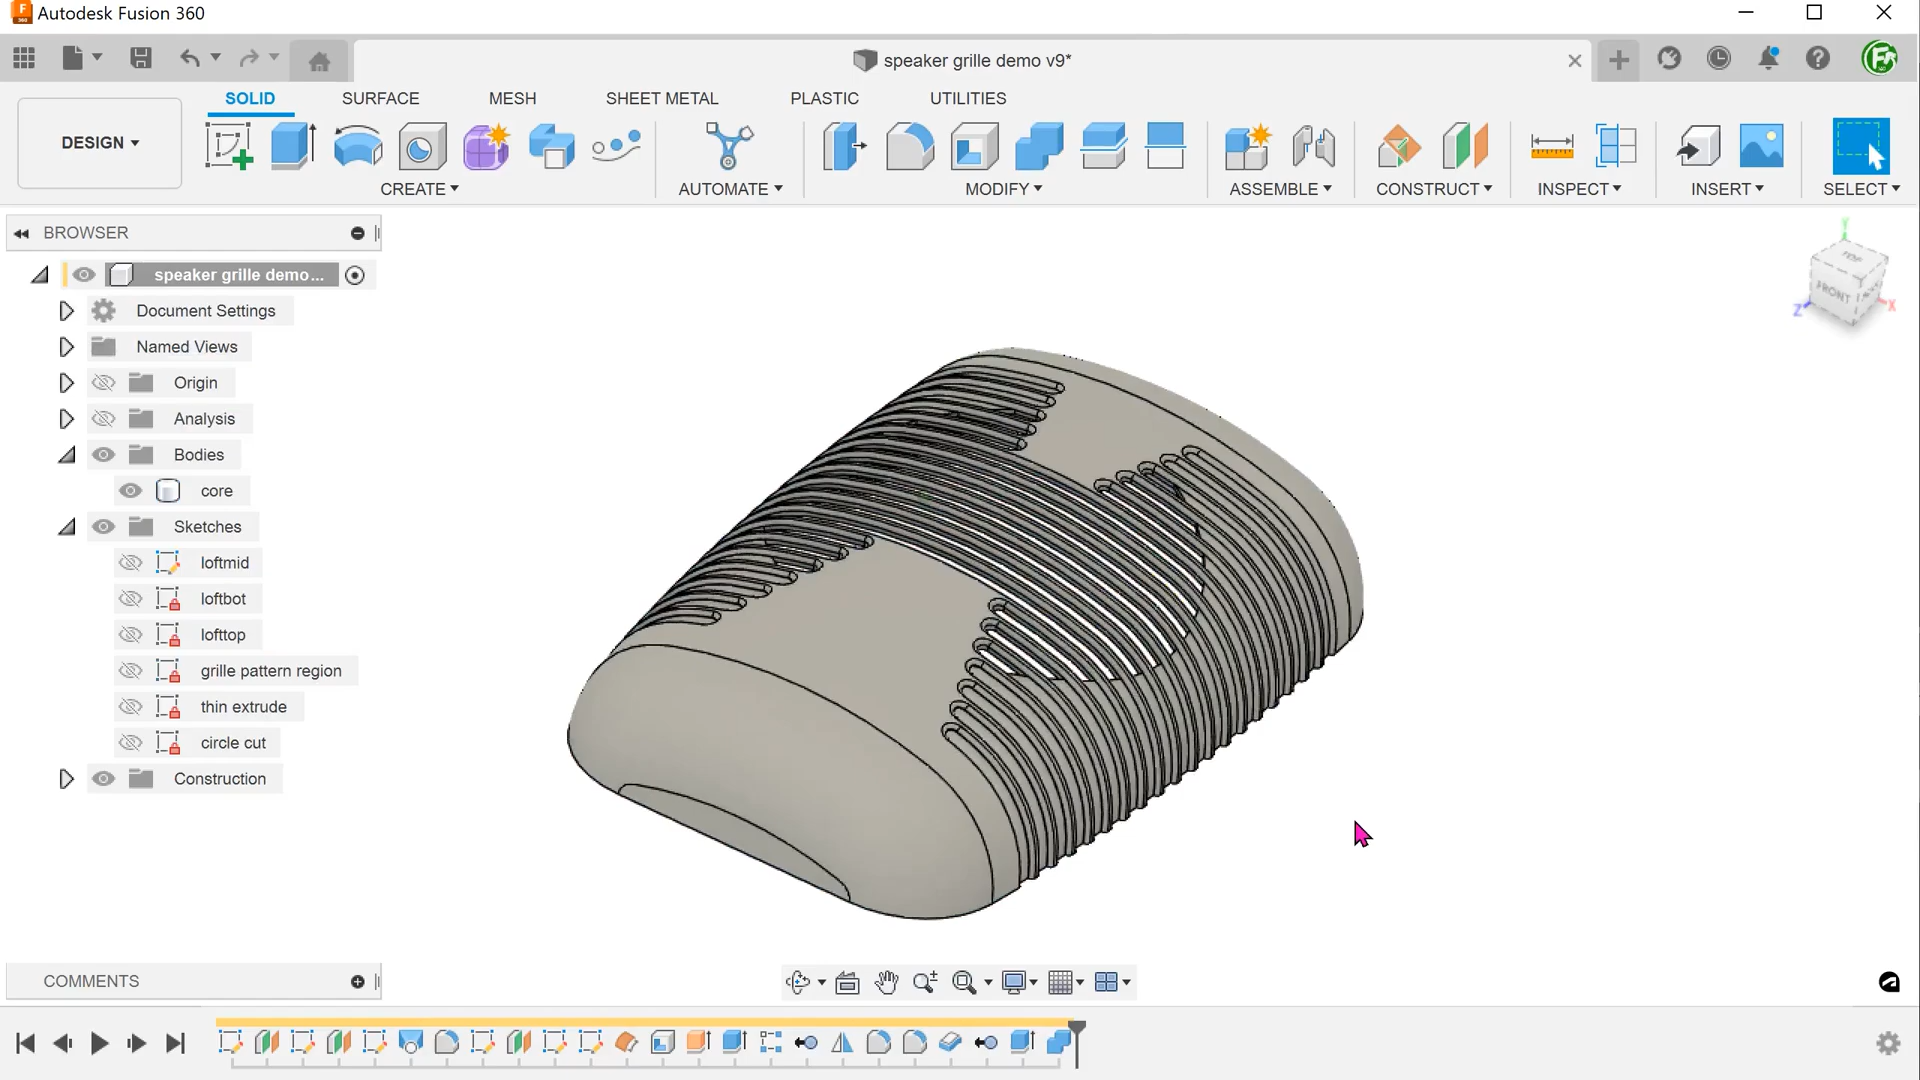 Autodesk Fusion 360
speaker grille demo v9*
SOLID SURFACE MESH SHEET METAL PLASTIC UTILITIES
DESIGN
CREATE AUTOMATE MODIFY ASSEMBLE CONSTRUCT INSPECT INSERT SELECT
BROWSER
speaker grille demo...
Document Settings
Named Views
Origin
Analysis
Bodies
core
Sketches
loftmid
loftbot
lofttop
grille pattern region
thin extrude
circle cut
Construction
Y
TOP
FRONT
Z X
COMMENTS